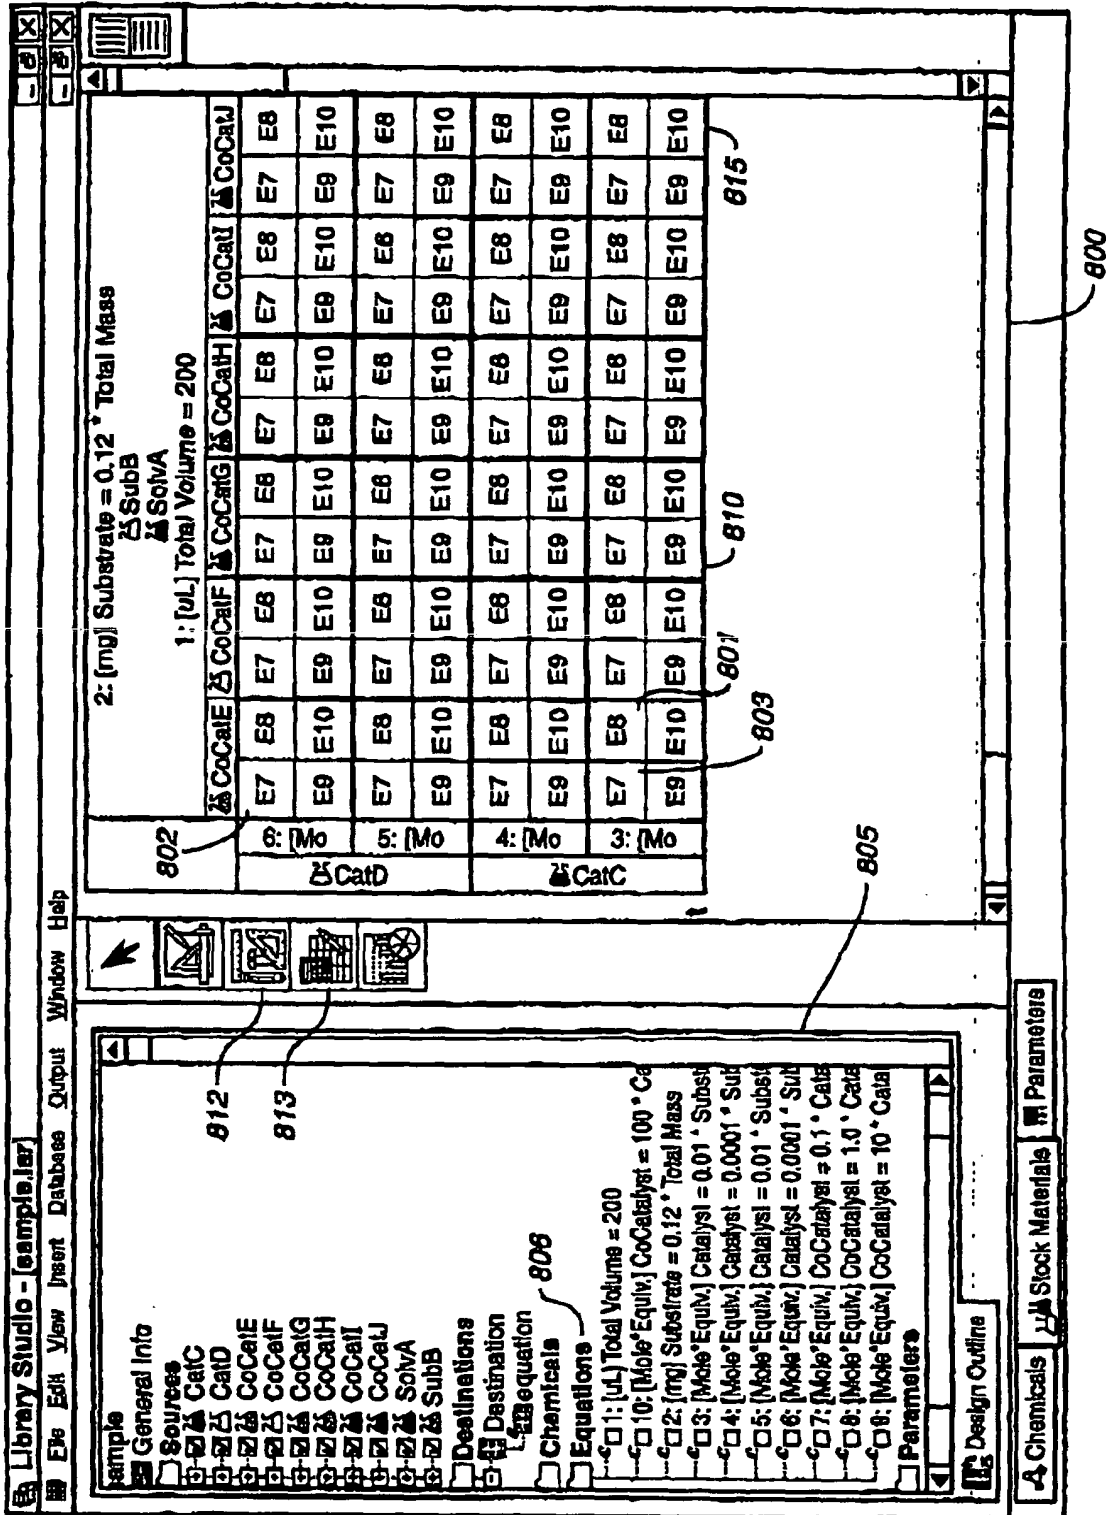 Library Studio - [sample.lar]
File Edit View Insert Database Output Window Help
sample
General Info
Sources
CatC
CatD
CoCatE
CoCatF
CoCatG
CoCatH
CoCatI
CoCatJ
SolvA
SubB
Destinations
Destination
equation
Chemicals
Equations
1: [uL] Total Volume = 200
10: [Mole*Equiv.] CoCatalyst = 100 * Ca
2: [mg] Substrate = 0.12 * Total Mass
3: [Mole*Equiv.] Catalyst = 0.01 * Subst
4: [Mole*Equiv.] Catalyst = 0.0001 * Sub
5: [Mole*Equiv.] Catalyst = 0.01 * Subst
6: [Mole*Equiv.] Catalyst = 0.0001 * Sub
7: [Mole*Equiv.] CoCatalyst = 0.1 * Cata
8: [Mole*Equiv.] CoCatalyst = 1.0 * Cata
9: [Mole*Equiv.] CoCatalyst = 10 * Catal
Parameters
Design Outline
Chemicals Stock Materials Parameters
812
813
806
805
2: [mg] Substrate = 0.12 * Total Mass
SubB
SolvA
1: [uL] Total Volume = 200
802
CoCatE CoCatF CoCatG CoCatH CoCatI CoCatJ
CatD
6: [Mo E7 E8 E7 E8 E7 E8 E7 E8 E7 E8 E7 E8
E9 E10 E9 E10 E9 E10 E9 E10 E9 E10 E9 E10
5: [Mo E7 E8 E7 E8 E7 E8 E7 E8 E7 E8 E7 E8
E9 E10 E9 E10 E9 E10 E9 E10 E9 E10 E9 E10
CatC
4: [Mo E7 E8 E7 E8 E7 E8 E7 E8 E7 E8 E7 E8
E9 E10 E9 E10 E9 E10 E9 E10 E9 E10 E9 E10
3: [Mo E7 E8 E7 E8 E7 E8 E7 E8 E7 E8 E7 E8
E9 E10 E9 E10 E9 E10 E9 E10 E9 E10 E9 E10
803
801
810
815
800